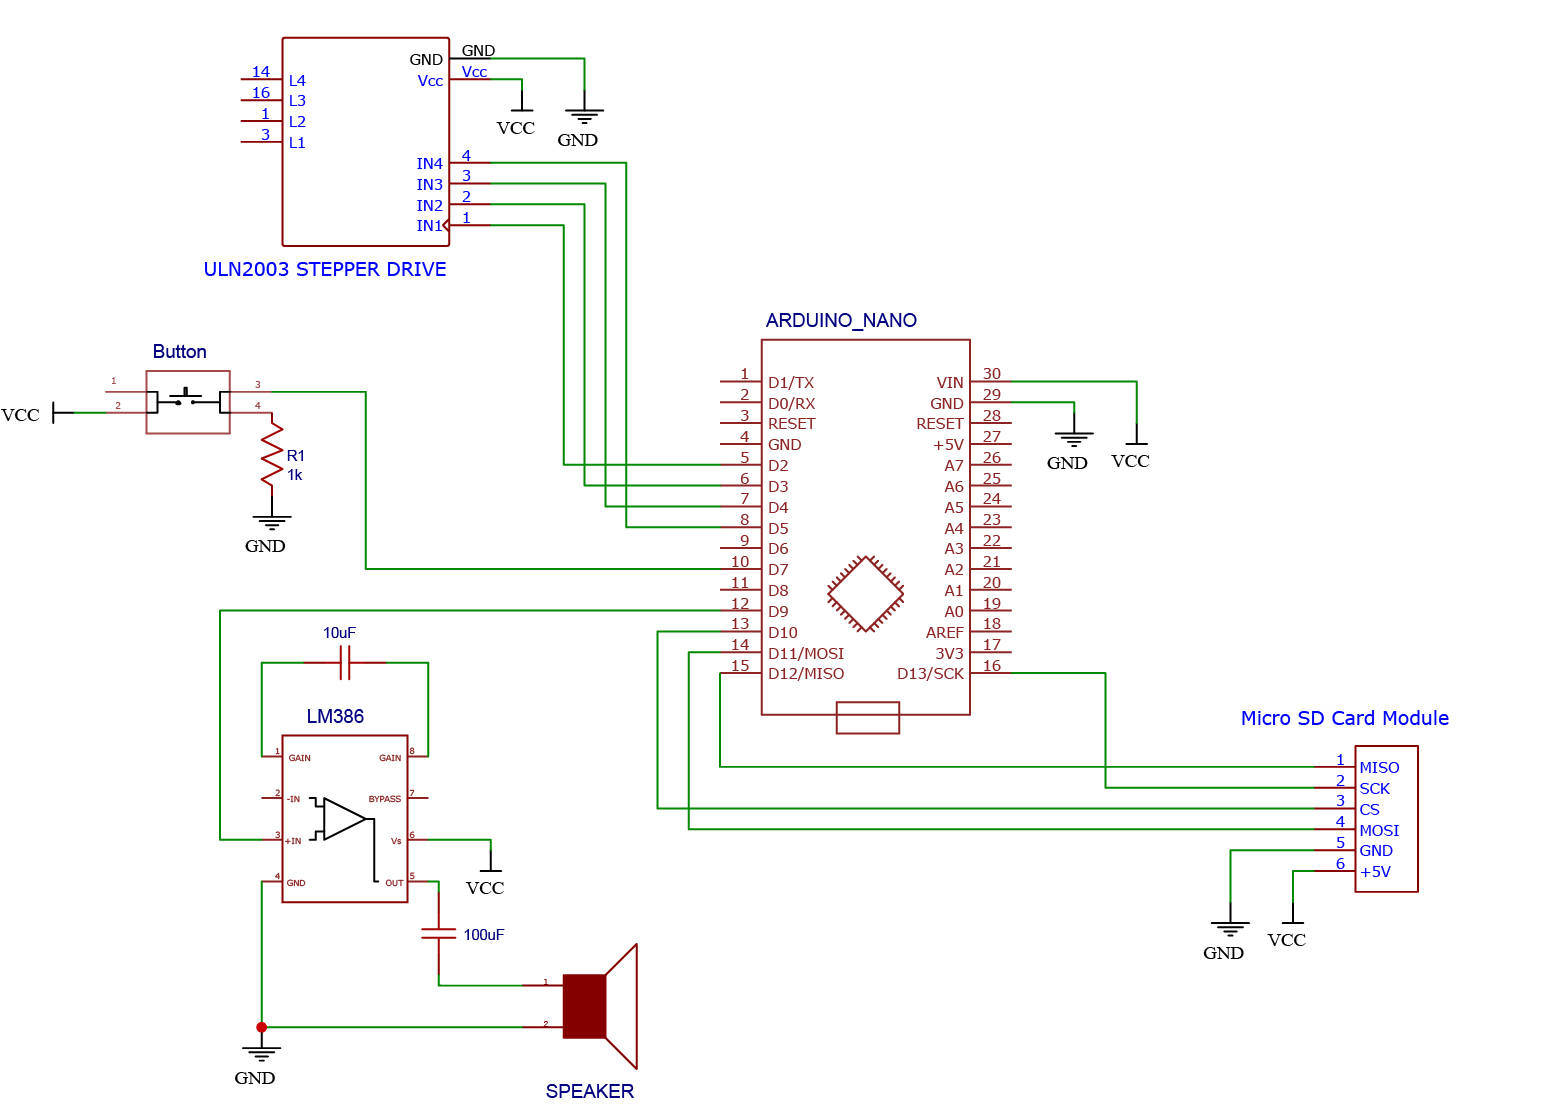 GND
GND
Vcc
Vcc
14
L4
16
L3
1
L2
3
L1
VCC
GND
IN4
4
IN3
3
IN2
2
IN1
1
ULN2003 STEPPER DRIVE
Button
1
3
VCC
2
4
R1
1k
GND
ARDUINO_NANO
1
D1/TX
VIN
30
2
D0/RX
GND
29
3
RESET
RESET
28
4
GND
+5V
27
5
D2
A7
26
6
D3
A6
25
7
D4
A5
24
8
D5
A4
23
9
D6
A3
22
10
D7
A2
21
11
D8
A1
20
12
D9
A0
19
13
D10
AREF
18
14
D11/MOSI
3V3
17
15
D12/MISO
D13/SCK
16
GND
VCC
10uF
LM386
1
GAIN
GAIN
8
2
-IN
BYPASS
7
3
+IN
Vs
6
4
GND
OUT
5
VCC
100uF
1
2
GND
SPEAKER
Micro SD Card Module
1
MISO
2
SCK
3
CS
4
MOSI
5
GND
6
+5V
GND
VCC